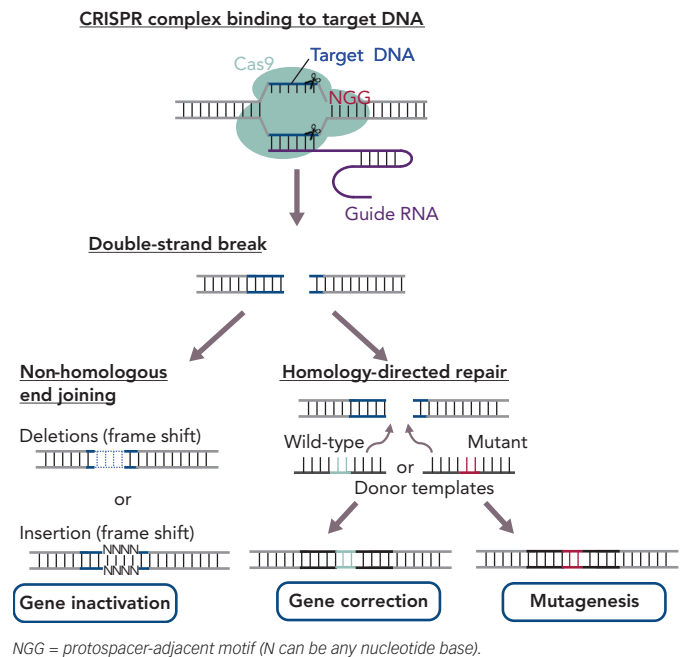 CRISPR complex binding to target DNA
Cas9
Target DNA
NGG
Guide RNA
Double-strand break
Non-homologous
end joining
Homology-directed repair
Deletions (frame shift)
Wild-type
Mutant
or
Donor templates
or
Insertion (frame shift)
NNNN
NNNN
Gene inactivation
Gene correction
Mutagenesis
NGG = protospacer-adjacent motif (N can be any nucleotide base).